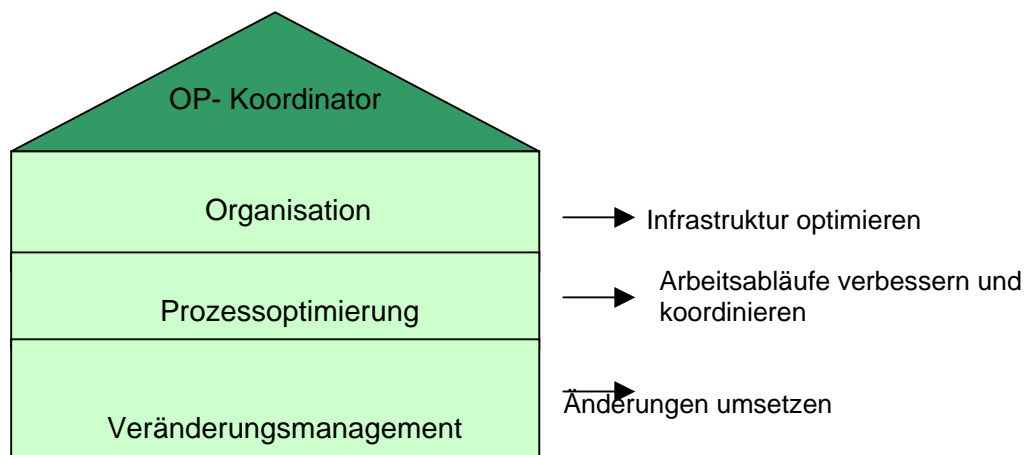 OP- Koordinator
Organisation
Infrastruktur optimieren
Prozessoptimierung
Arbeitsabläufe verbessern und
koordinieren
Veränderungsmanagement
Änderungen umsetzen